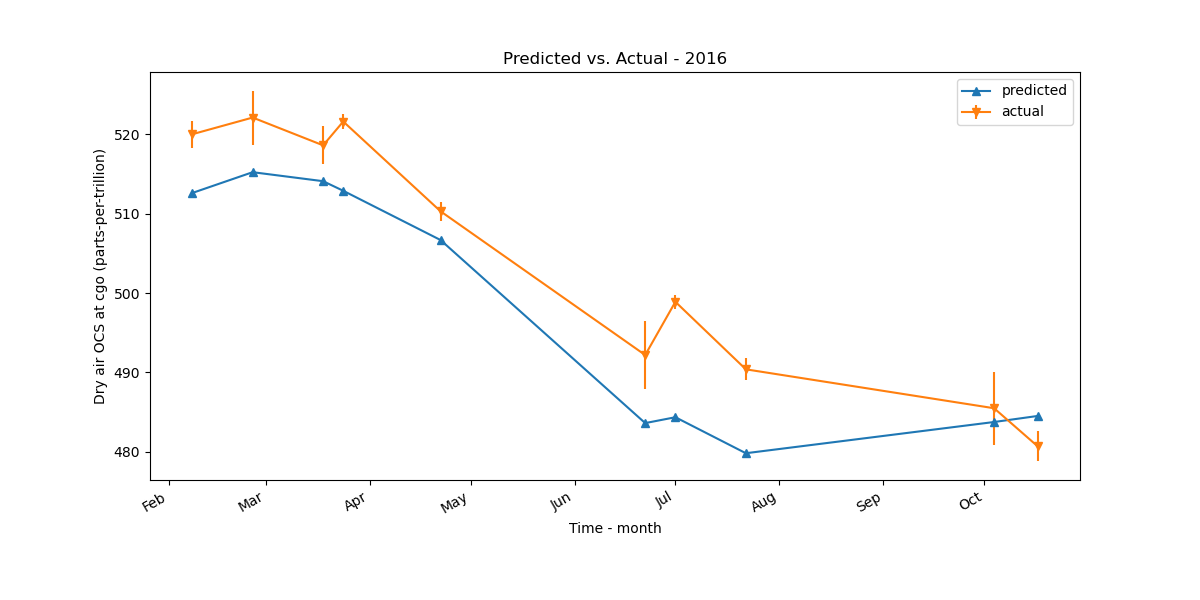 Predicted vs. Actual - 2016
predicted
actual
Dry air OCS at cgo (parts-per-trillion)
520
510
500
490
480
Feb
Mar
Apr
May
Jun
Jul
Aug
Sep
Oct
Time - month